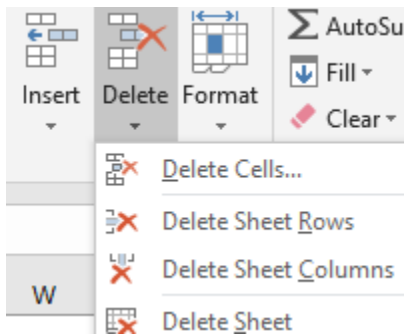 AutoSu
Insert Delete Format
Fill
Clear
Delete Cells...
Delete Sheet Rows
Delete Sheet Columns
W
Delete Sheet